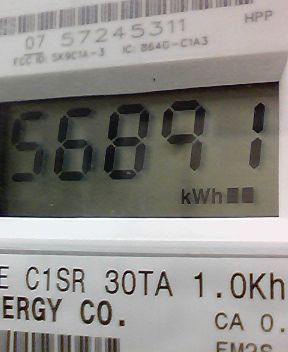 HPP
07 57245311
FCC ID: SK9C1A-3 IC: 864G-C1A3
56891
kWh
E C1SR 30TA 1.0Kh
ERGY CO.
CA 0.
FM2S